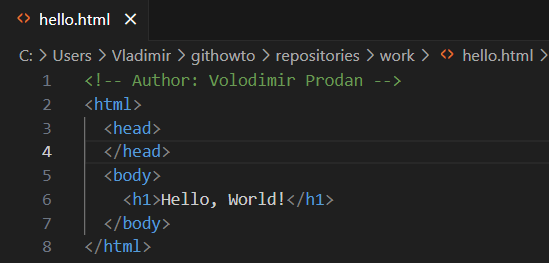 hello.html
C: > Users > Vladimir > githowto > repositories > work > hello.html >
1 <!-- Author: Volodimir Prodan -->
2 <html>
3   <head>
4   </head>
5   <body>
6     <h1>Hello, World!</h1>
7   </body>
8 </html>